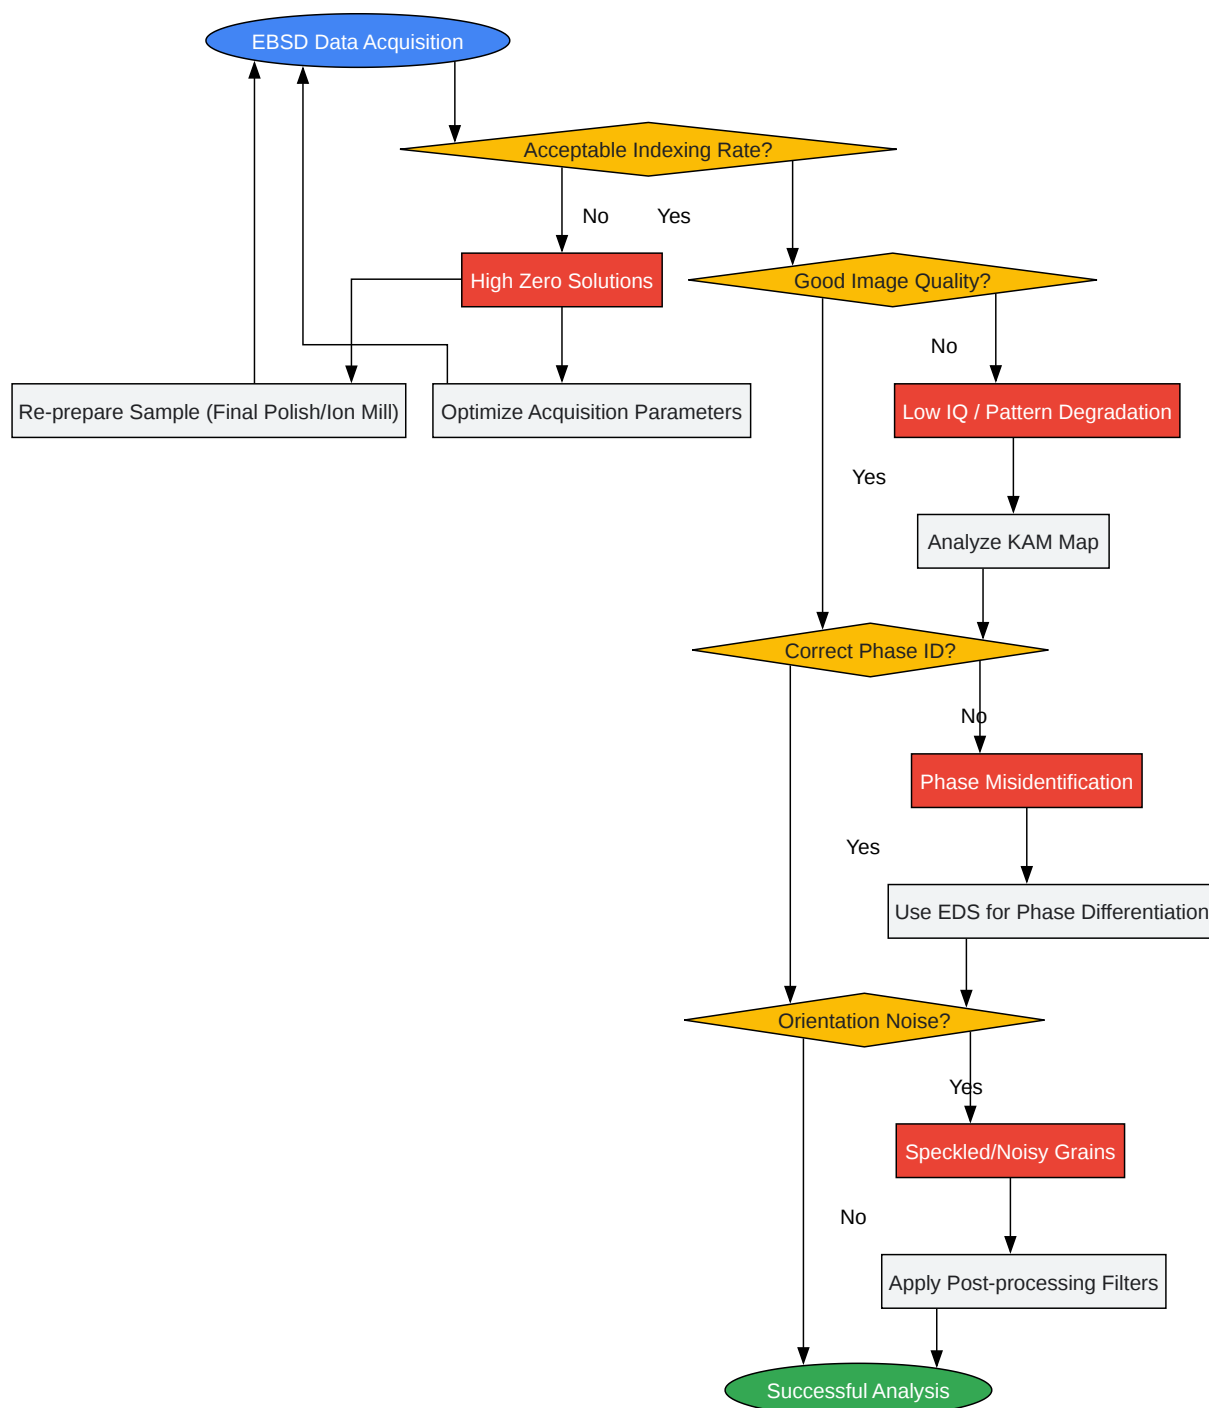 EBSD Data Acquisition
Acceptable Indexing Rate?
No
Yes
High Zero Solutions
Good Image Quality?
No
Re-prepare Sample (Final Polish/Ion Mill)
Optimize Acquisition Parameters
Low IQ / Pattern Degradation
Yes
Analyze KAM Map
Correct Phase ID?
No
Phase Misidentification
Yes
Use EDS for Phase Differentiation
Orientation Noise?
Yes
Speckled/Noisy Grains
No
Apply Post-processing Filters
Successful Analysis